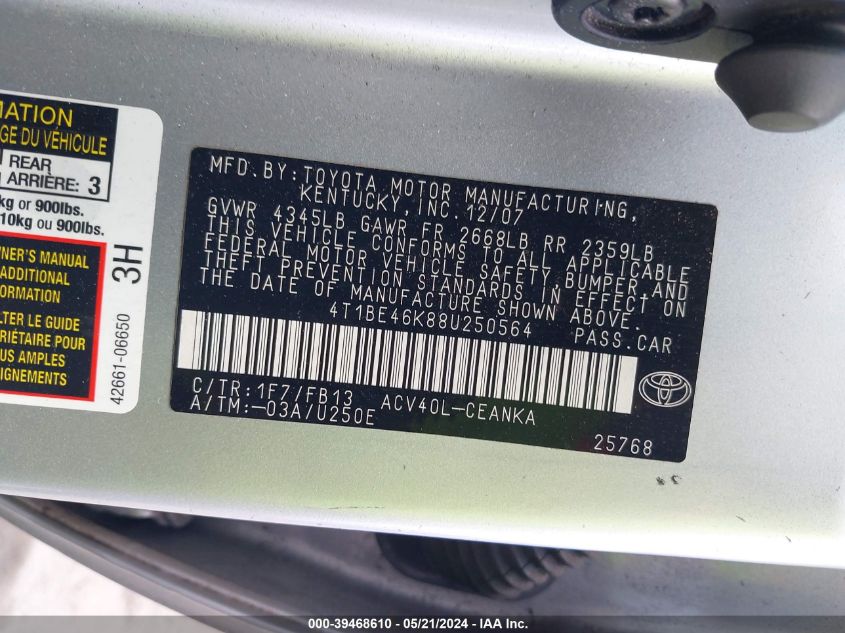 MATION
GE DU VÉHICULE
REAR
ARRIÈRE: 3
kg or 900lbs.
10kg ou 900lbs.
NER'S MANUAL
ADDITIONAL
FORMATION
LTER LE GUIDE
RIÉTAIRE POUR
US AMPLES
IGNEMENTS
3H
42661-06650
MFD.BY:TOYOTA MOTOR MANUFACTURING,
KENTUCKY,INC.12/07
GVWR 4345LB GAWR FR 2668LB RR 2359LB
THIS VEHICLE CONFORMS TO ALL APPLICABLE
FEDERAL MOTOR VEHICLE SAFETY,BUMPER,AND
THEFT PREVENTION STANDARDS IN EFFECT ON
THE DATE OF MANUFACTURE SHOWN ABOVE.
4T1BE46K88U250564 PASS.CAR
C/TR:1F7/FB13 ACV40L-CEANKA
A/TM:-03A/U250E
25768
000-39468610 - 05/21/2024 - IAAI.com, Inc.